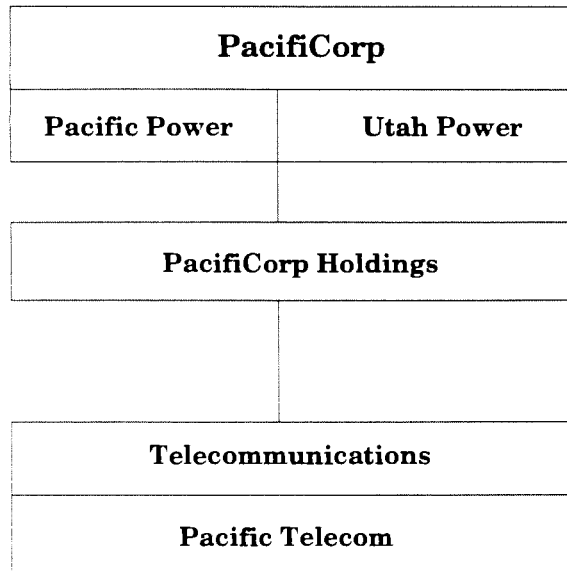 PacifiCorp
Pacific Power Utah Power
PacifiCorp Holdings
Telecommunications
Pacific Telecom